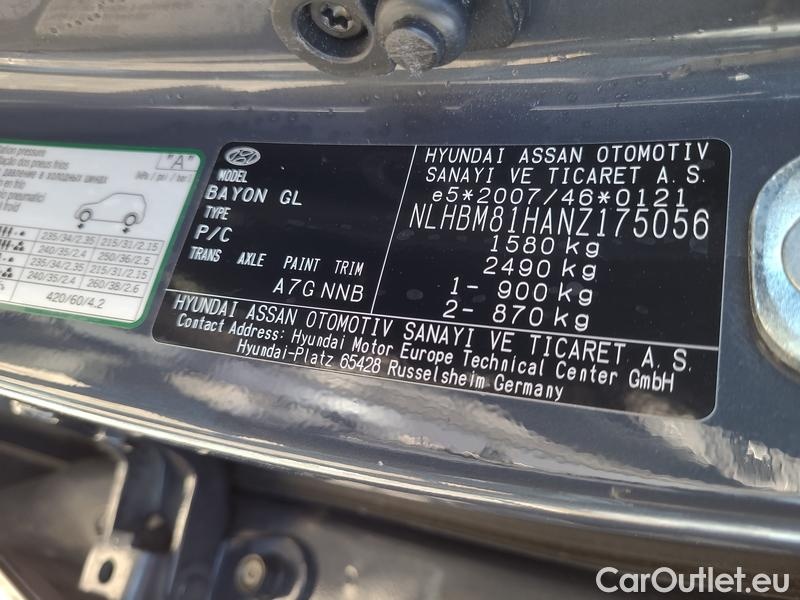 "A"
kPa / psi / bar
235/34/2.35 215/31/2.15
240/35/2.4 250/36/2.5
235/34/2.35 215/31/2.15
240/35/2.4 260/38/2.6
420/60/4.2
MODEL
BAYON GL
TYPE
P/C
TRANS AXLE PAINT TRIM
A7G NNB
HYUNDAI ASSAN OTOMOTIV
SANAYI VE TICARET A. S.
e5*2007/46*0121
NLHBM81HANZ175056
1580 kg
2490 kg
1- 900 kg
2- 870 kg
HYUNDAI ASSAN OTOMOTIV SANAYI VE TICARET A. S.
Contact Address: Hyundai Motor Europe Technical Center GmbH
Hyundai-Platz 65428 Russelsheim Germany
CarOutlet.eu